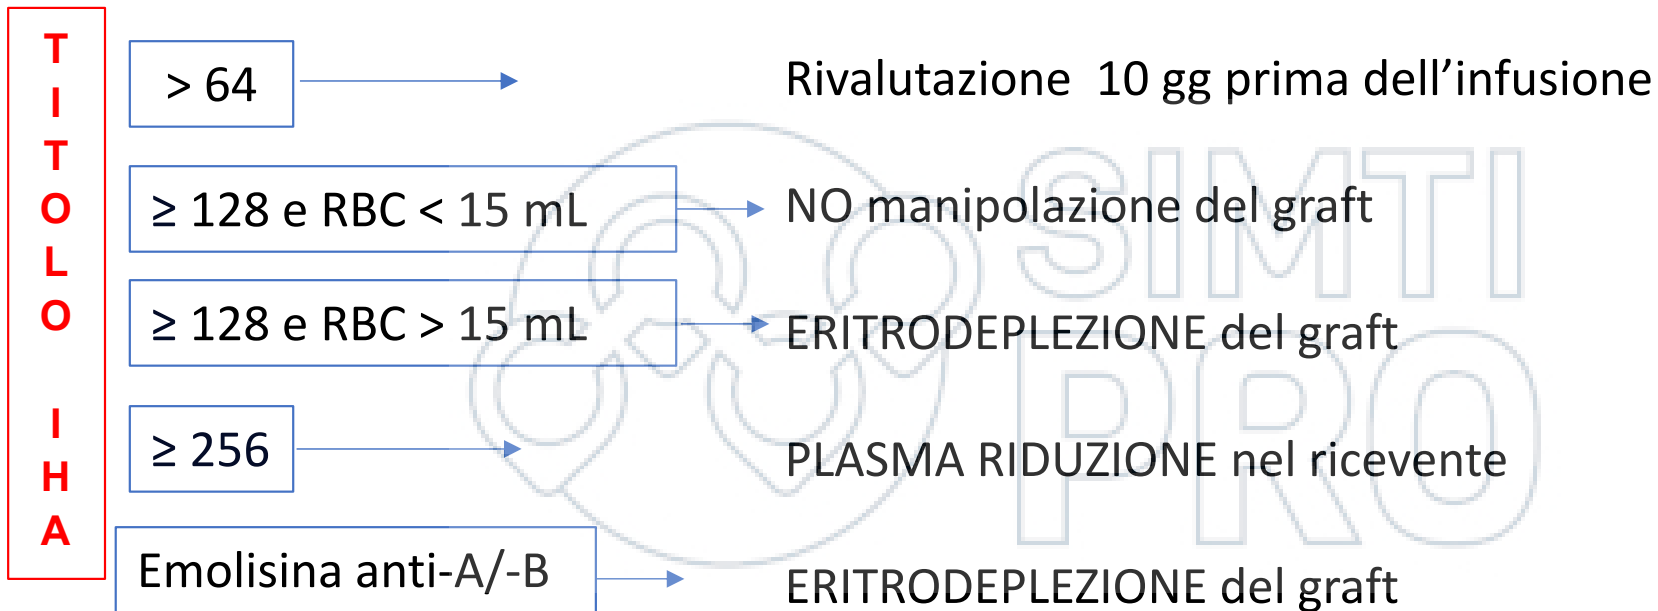 TITOLO IHA
> 64
Rivalutazione 10 gg prima dell’infusione
≥ 128 e RBC < 15 mL
NO manipolazione del graft
≥ 128 e RBC > 15 mL
ERITRODEPLEZIONE del graft
≥ 256
PLASMA RIDUZIONE nel ricevente
Emolisina anti-A/-B
ERITRODEPLEZIONE del graft
SIMTI
PRO